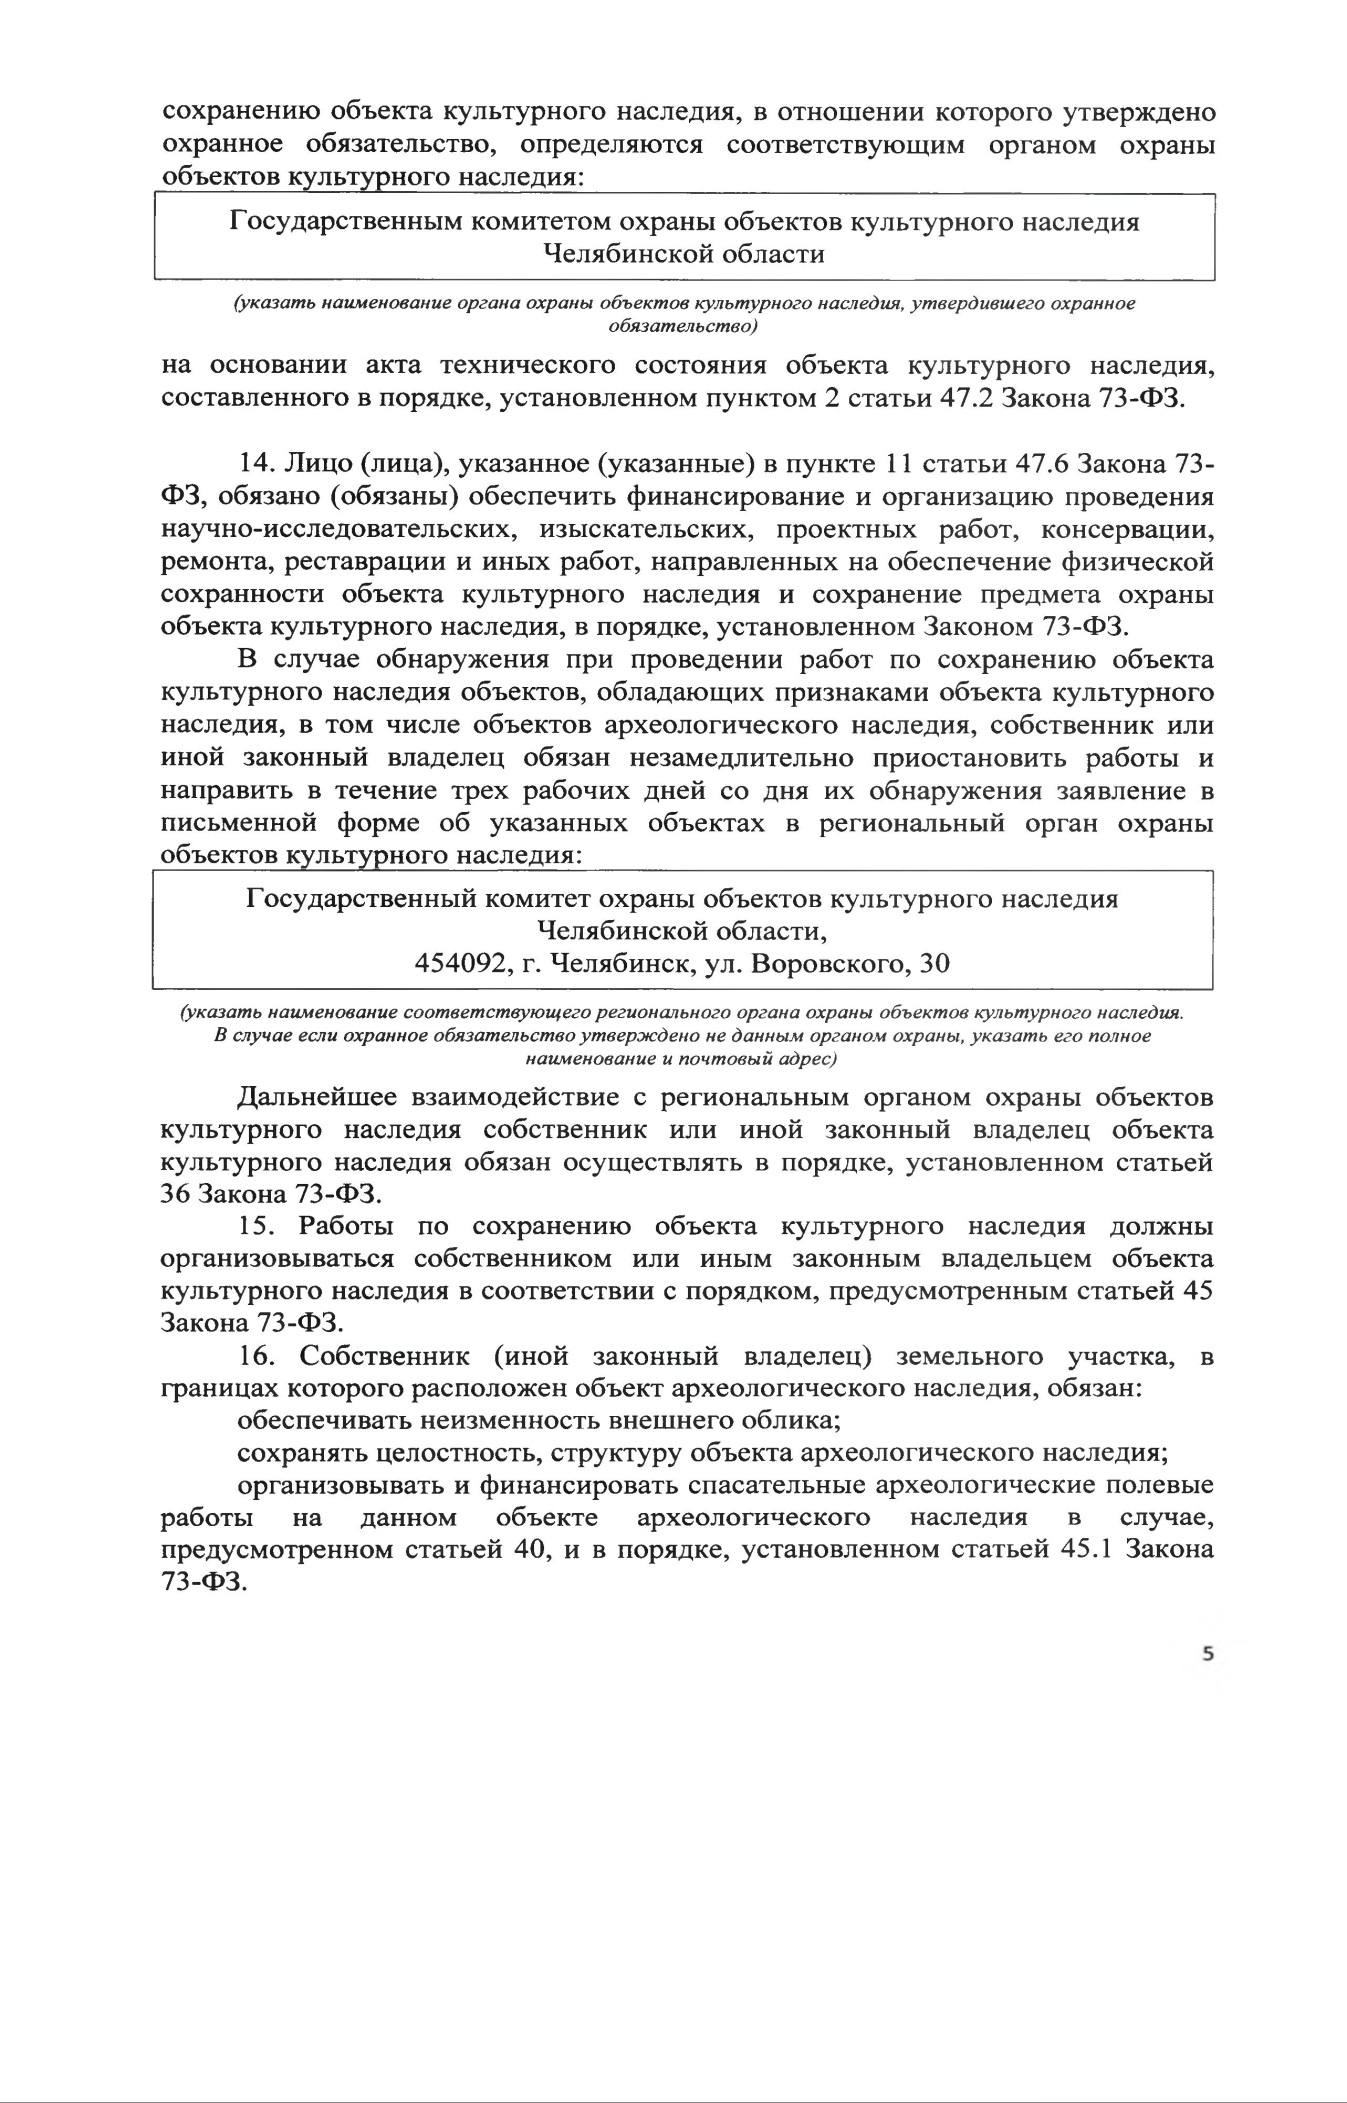 сохранению объекта культурного наследия, в отношении которого утверждено
охранное обязательство, определяются соответствующим органом охраны
объектов культурного наследия:
Государственным комитетом охраны объектов культурного наследия
Челябинской области
(указать наименование органа охраны объектов культурного наследия, утвердившего охранное
обязательство)
на основании акта технического состояния объекта культурного наследия,
составленного в порядке, установленном пунктом 2 статьи 47.2 Закона 73-ФЗ.
14. Лицо (лица), указанное (указанные) в пункте 11 статьи 47.6 Закона 73-
ФЗ, обязано (обязаны) обеспечить финансирование и организацию проведения
научно-исследовательских, изыскательских, проектных работ, консервации,
ремонта, реставрации и иных работ, направленных на обеспечение физической
сохранности объекта культурного наследия и сохранение предмета охраны
объекта культурного наследия, в порядке, установленном Законом 73-ФЗ.
В случае обнаружения при проведении работ по сохранению объекта
культурного наследия объектов, обладающих признаками объекта культурного
наследия, в том числе объектов археологического наследия, собственник или
иной законный владелец обязан незамедлительно приостановить работы и
направить в течение трех рабочих дней со дня их обнаружения заявление в
письменной форме об указанных объектах в региональный орган охраны
объектов культурного наследия:
Государственный комитет охраны объектов культурного наследия
Челябинской области,
454092, г. Челябинск, ул. Воровского, 30
(указать наименование соответствующего регионального органа охраны объектов культурного наследия.
В случае если охранное обязательство утверждено не данным органом охраны, указать его полное
наименование и почтовый адрес)
Дальнейшее взаимодействие с региональным органом охраны объектов
культурного наследия собственник или иной законный владелец объекта
культурного наследия обязан осуществлять в порядке, установленном статьей
36 Закона 73-ФЗ.
15. Работы по сохранению объекта культурного наследия должны
организовываться собственником или иным законным владельцем объекта
культурного наследия в соответствии с порядком, предусмотренным статьей 45
Закона 73-ФЗ.
16. Собственник (иной законный владелец) земельного участка, в
границах которого расположен объект археологического наследия, обязан:
обеспечивать неизменность внешнего облика;
сохранять целостность, структуру объекта археологического наследия;
организовывать и финансировать спасательные археологические полевые
работы на данном объекте археологического наследия в случае,
предусмотренном статьей 40, и в порядке, установленном статьей 45.1 Закона
73-ФЗ.
5